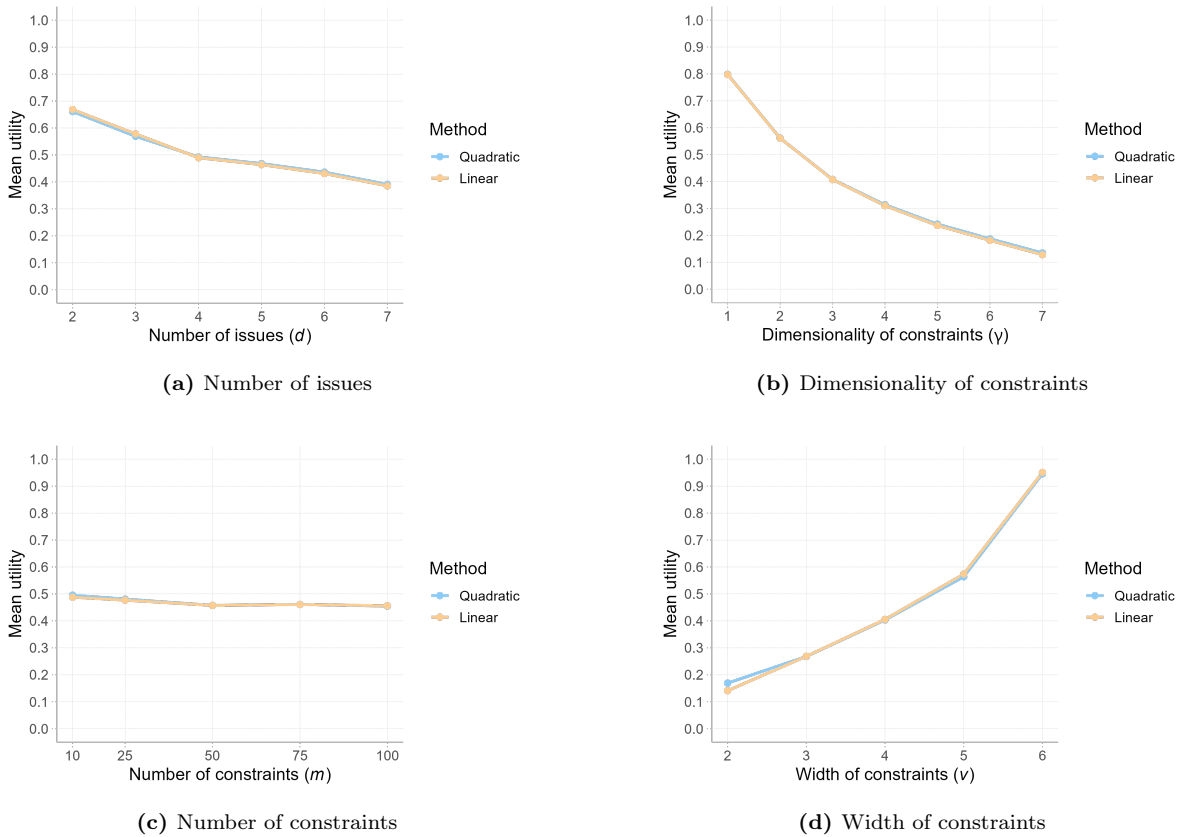 Mean utility
1.0
0.9
0.8
0.7
0.6
0.5
0.4
0.3
0.2
0.1
0.0
2 3 4 5 6 7
Number of issues (d)
Method
Quadratic
Linear
(a) Number of issues
Mean utility
1.0
0.9
0.8
0.7
0.6
0.5
0.4
0.3
0.2
0.1
0.0
1 2 3 4 5 6 7
Dimensionality of constraints (γ)
Method
Quadratic
Linear
(b) Dimensionality of constraints
Mean utility
1.0
0.9
0.8
0.7
0.6
0.5
0.4
0.3
0.2
0.1
0.0
10 25 50 75 100
Number of constraints (m)
Method
Quadratic
Linear
(c) Number of constraints
Mean utility
1.0
0.9
0.8
0.7
0.6
0.5
0.4
0.3
0.2
0.1
0.0
2 3 4 5 6
Width of constraints (v)
Method
Quadratic
Linear
(d) Width of constraints